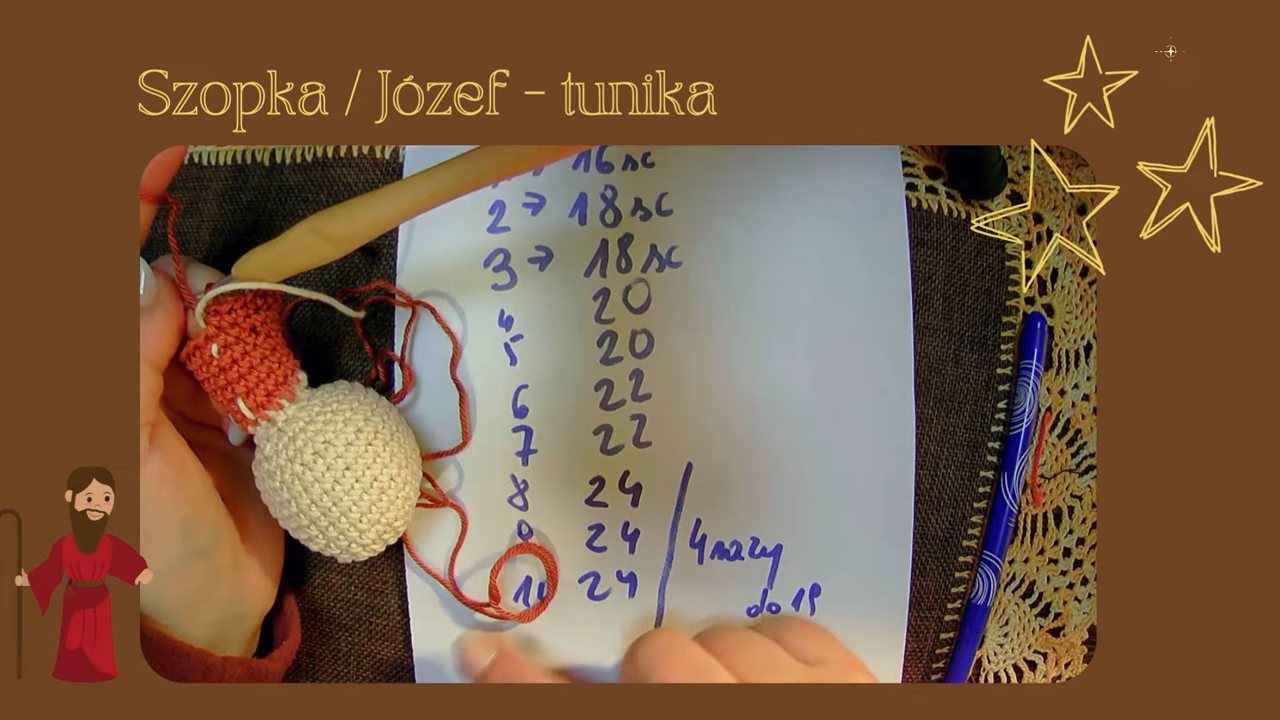 Szopka / Józef - tunika
16 sc
2 → 18 sc
3 → 18 sc
4 20
5 20
6 22
7 22
8 24
9 24 4 razy
24 do